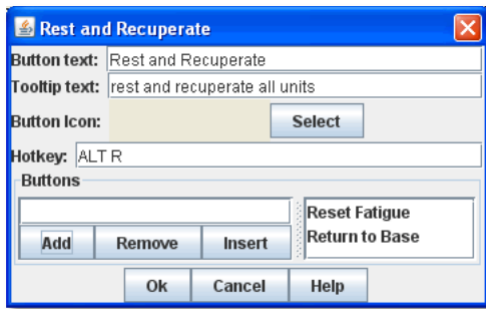 Rest and Recuperate
Button text: Rest and Recuperate
Tooltip text: rest and recuperate all units
Button Icon: Select
Hotkey: ALT R
Buttons
Reset Fatigue
Return to Base
Add Remove Insert
Ok Cancel Help